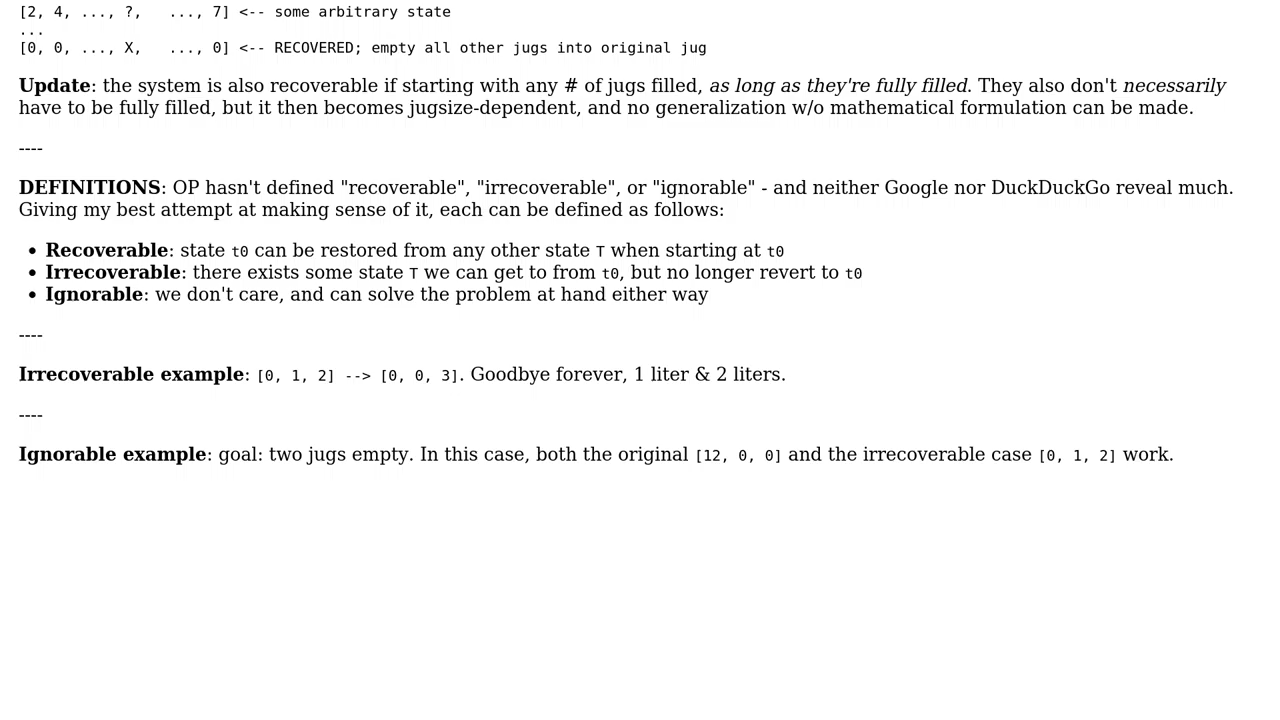 [2, 4, ..., ?,   ..., 7] <-- some arbitrary state
...
[0, 0, ..., X,   ..., 0] <-- RECOVERED; empty all other jugs into original jug
Update: the system is also recoverable if starting with any # of jugs filled, as long as they're fully filled. They also don't necessarily
have to be fully filled, but it then becomes jugsize-dependent, and no generalization w/o mathematical formulation can be made.
----
DEFINITIONS: OP hasn't defined "recoverable", "irrecoverable", or "ignorable" - and neither Google nor DuckDuckGo reveal much.
Giving my best attempt at making sense of it, each can be defined as follows:
• Recoverable: state t0 can be restored from any other state T when starting at t0
• Irrecoverable: there exists some state T we can get to from t0, but no longer revert to t0
• Ignorable: we don't care, and can solve the problem at hand either way
----
Irrecoverable example: [0, 1, 2] --> [0, 0, 3]. Goodbye forever, 1 liter & 2 liters.
----
Ignorable example: goal: two jugs empty. In this case, both the original [12, 0, 0] and the irrecoverable case [0, 1, 2] work.